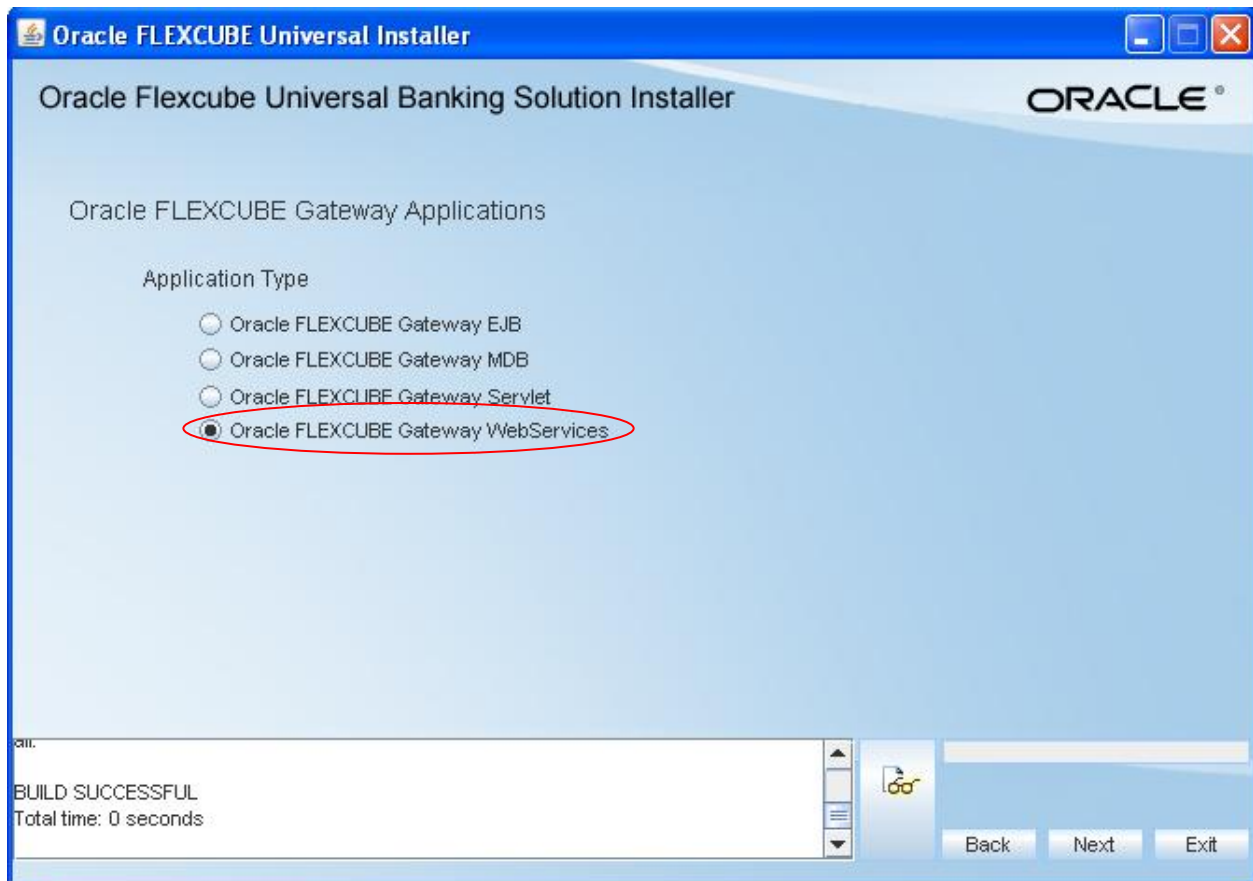 Oracle FLEXCUBE Universal Installer
Oracle Flexcube Universal Banking Solution Installer
ORACLE®
Oracle FLEXCUBE Gateway Applications
Application Type
Oracle FLEXCUBE Gateway EJB
Oracle FLEXCUBE Gateway MDB
Oracle FLEXCUBE Gateway Servlet
Oracle FLEXCUBE Gateway WebServices
BUILD SUCCESSFUL
Total time: 0 seconds
Back Next Exit